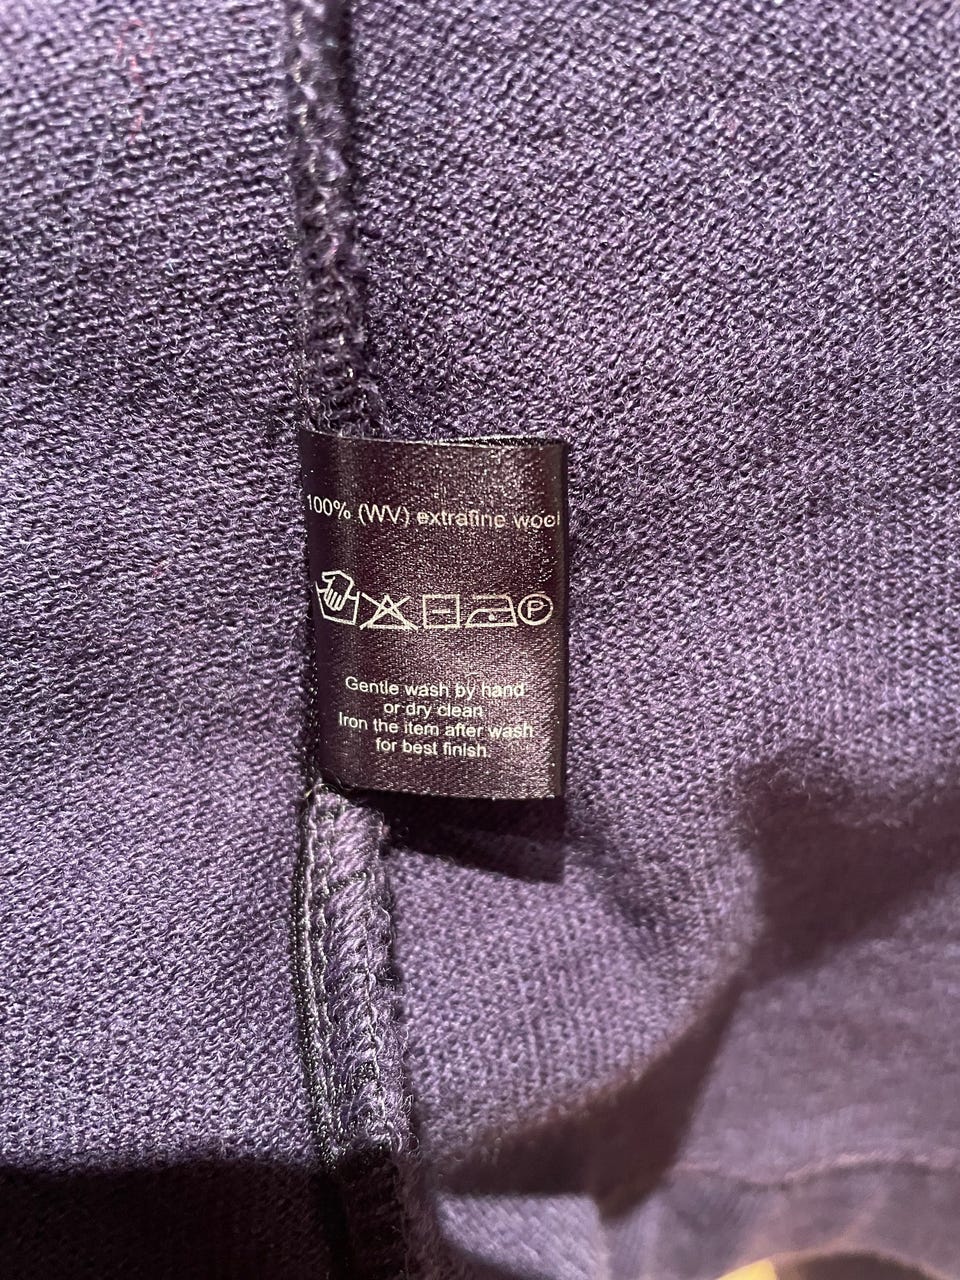 100% (WV) extrafine wool
P
Gentle wash by hand
or dry clean
Iron the item after wash
for best finish